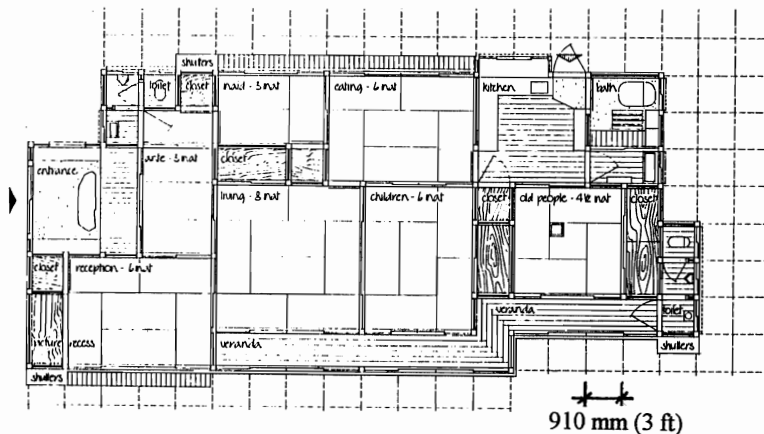 shutters
toilet
closet
maid - 3 mat
eating - 6 mat
kitchen
bath
entrance
ante - 3 mat
closet
living - 8 mat
children - 6 mat
closet
old people - 4½ mat
closet
closet
reception - 6 mat
picture recess
veranda
veranda
toilet
shutters
shutters
910 mm (3 ft)